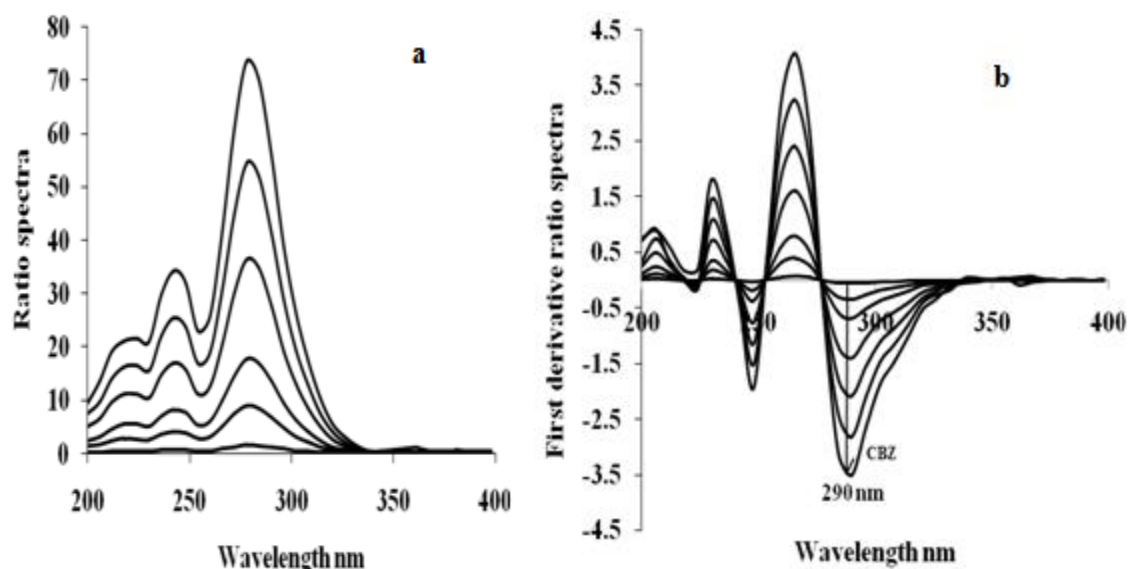 a
Ratio spectra
80
70
60
50
40
30
20
10
0
200 250 300 350 400
Wavelength nm
b
First derivative ratio spectra
4.5
3.5
2.5
1.5
0.5
-0.5
-1.5
-2.5
-3.5
-4.5
200 250 300 350 400
CBZ
290 nm
Wavelength nm